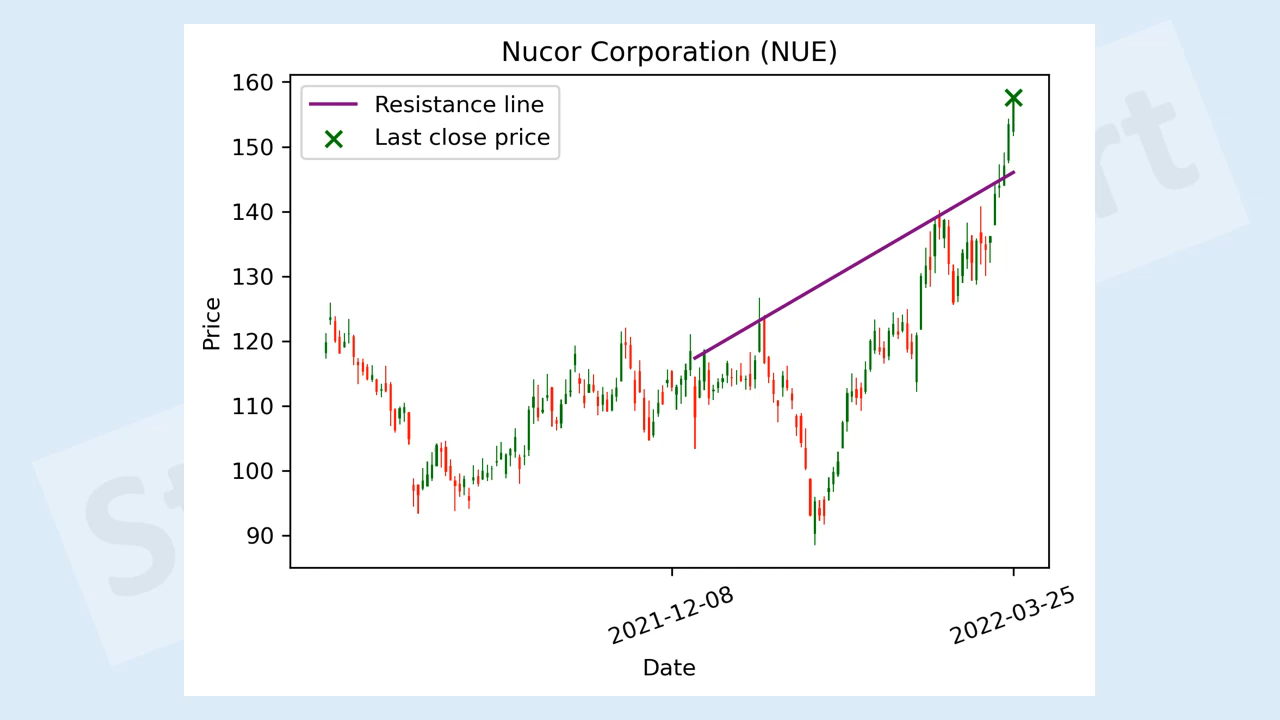 Nucor Corporation (NUE)
Resistance line
Last close price
160
150
140
130
120
110
100
90
Price
2021-12-08
2022-03-25
Date